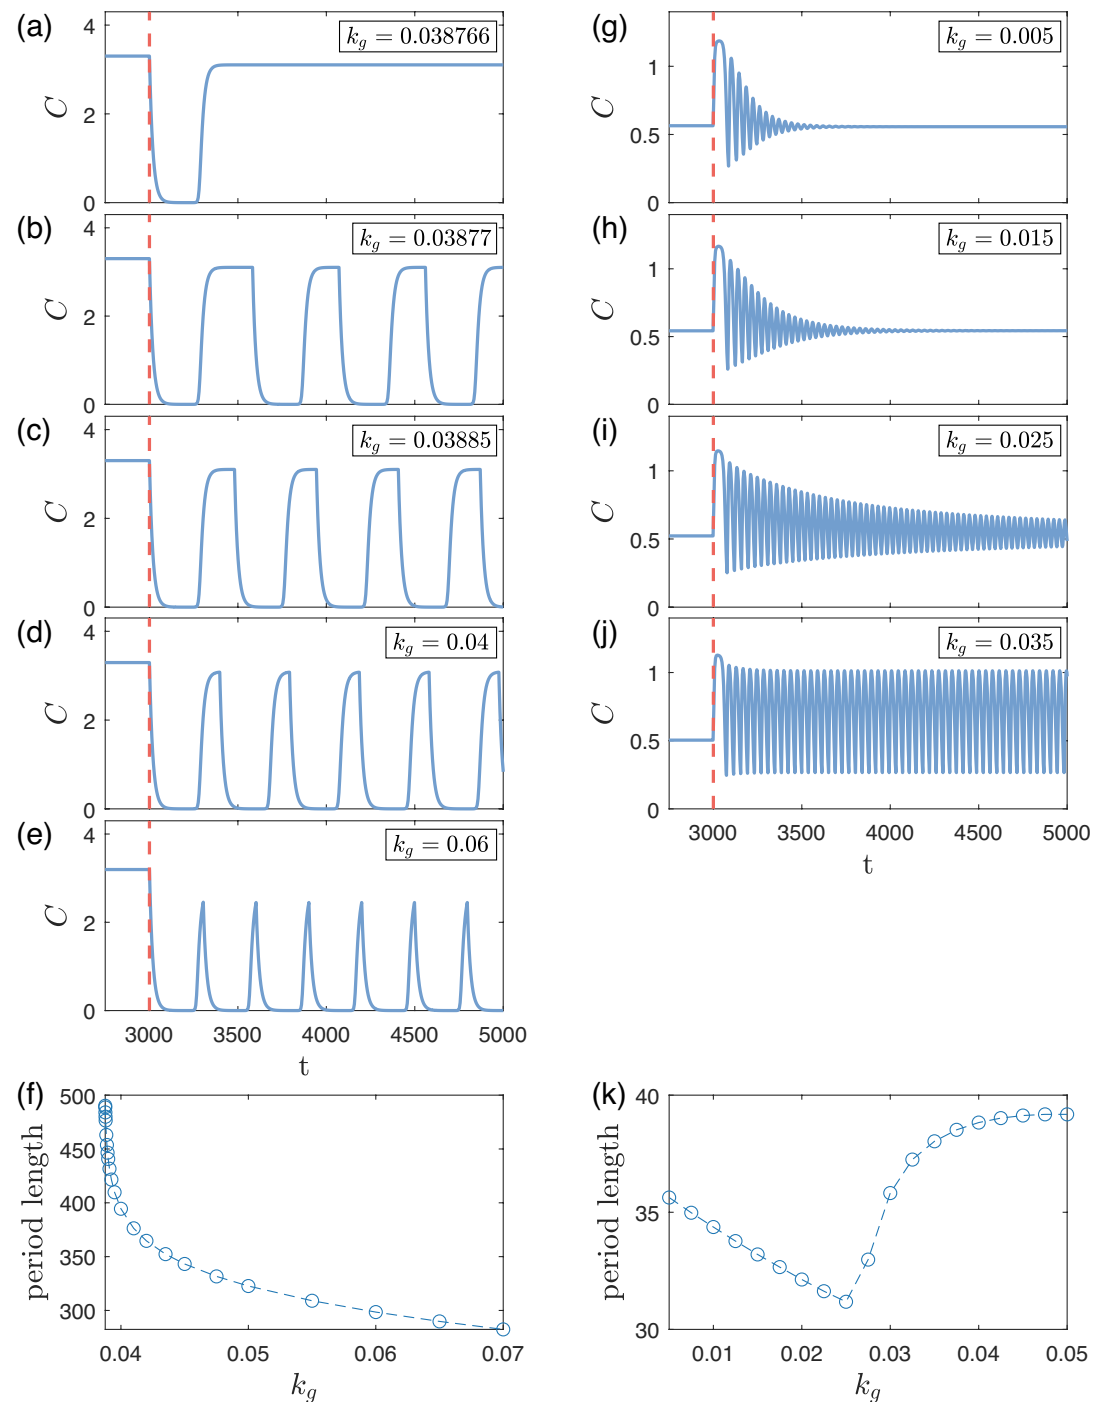 (a)
k_g = 0.038766
4
2
0
C
(b)
k_g = 0.03877
4
2
0
C
(c)
k_g = 0.03885
4
2
0
C
(d)
k_g = 0.04
4
2
0
C
(e)
k_g = 0.06
4
2
0
C
3000 3500 4000 4500 5000
t
(f)
500
450
400
350
300
period length
0.04 0.05 0.06 0.07
k_g
(g)
k_g = 0.005
1
0.5
0
C
(h)
k_g = 0.015
1
0.5
0
C
(i)
k_g = 0.025
1
0.5
0
C
(j)
k_g = 0.035
1
0.5
0
C
3000 3500 4000 4500 5000
t
(k)
40
35
30
period length
0.01 0.02 0.03 0.04 0.05
k_g